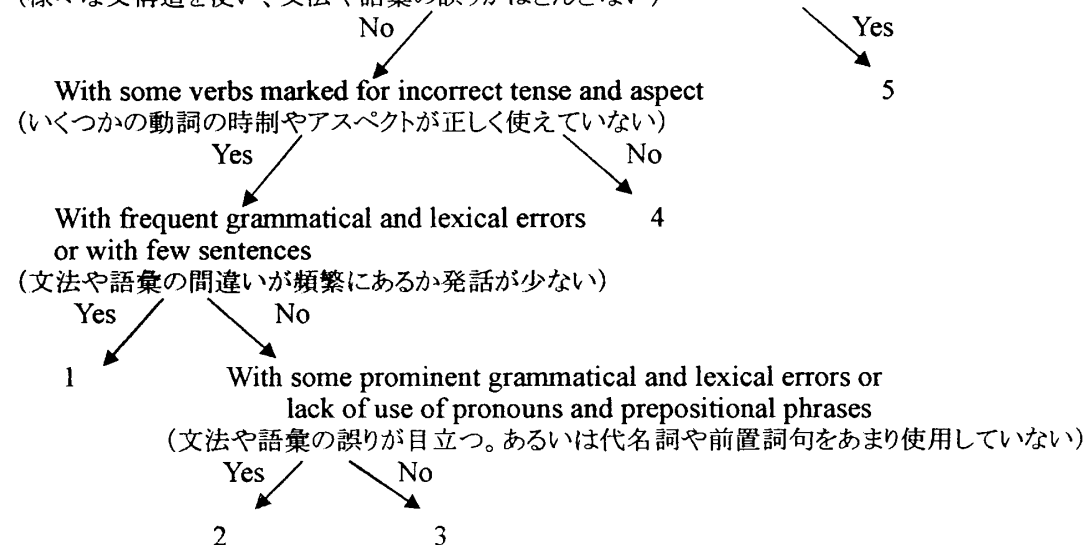 No Yes
With some verbs marked for incorrect tense and aspect 5
(いくつかの動詞の時制やアスペクトが正しく使えていない)
Yes No
With frequent grammatical and lexical errors 4
or with few sentences
(文法や語彙の間違いが頻繁にあるか発話が少ない)
Yes No
1 With some prominent grammatical and lexical errors or
lack of use of pronouns and prepositional phrases
(文法や語彙の誤りが目立つ。あるいは代名詞や前置詞句をあまり使用していない)
Yes No
2 3